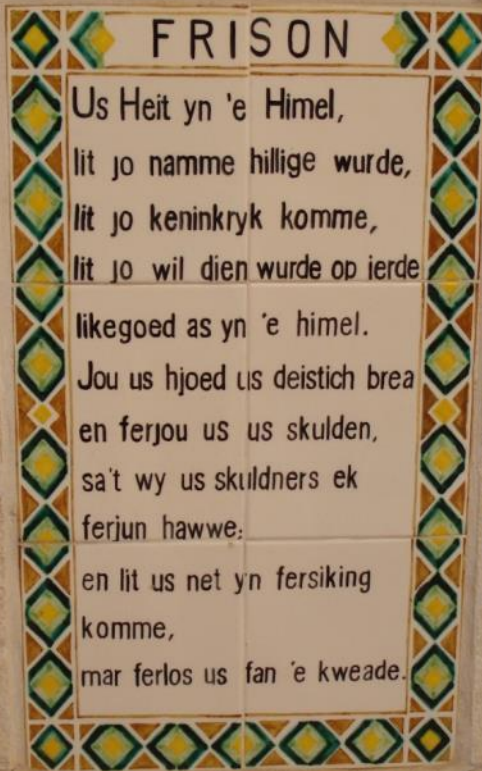 FRISON
Us Heit yn 'e Himel,
lit jo namme hillige wurde,
lit jo keninkryk komme,
lit jo wil dien wurde op ierde
likegoed as yn 'e himel.
Jou us hjoed us deistich brea
en ferjou us us skulden,
sa't wy us skuldners ek
ferjun hawwe;
en lit us net yn fersiking
komme,
mar ferlos us fan 'e kweade.